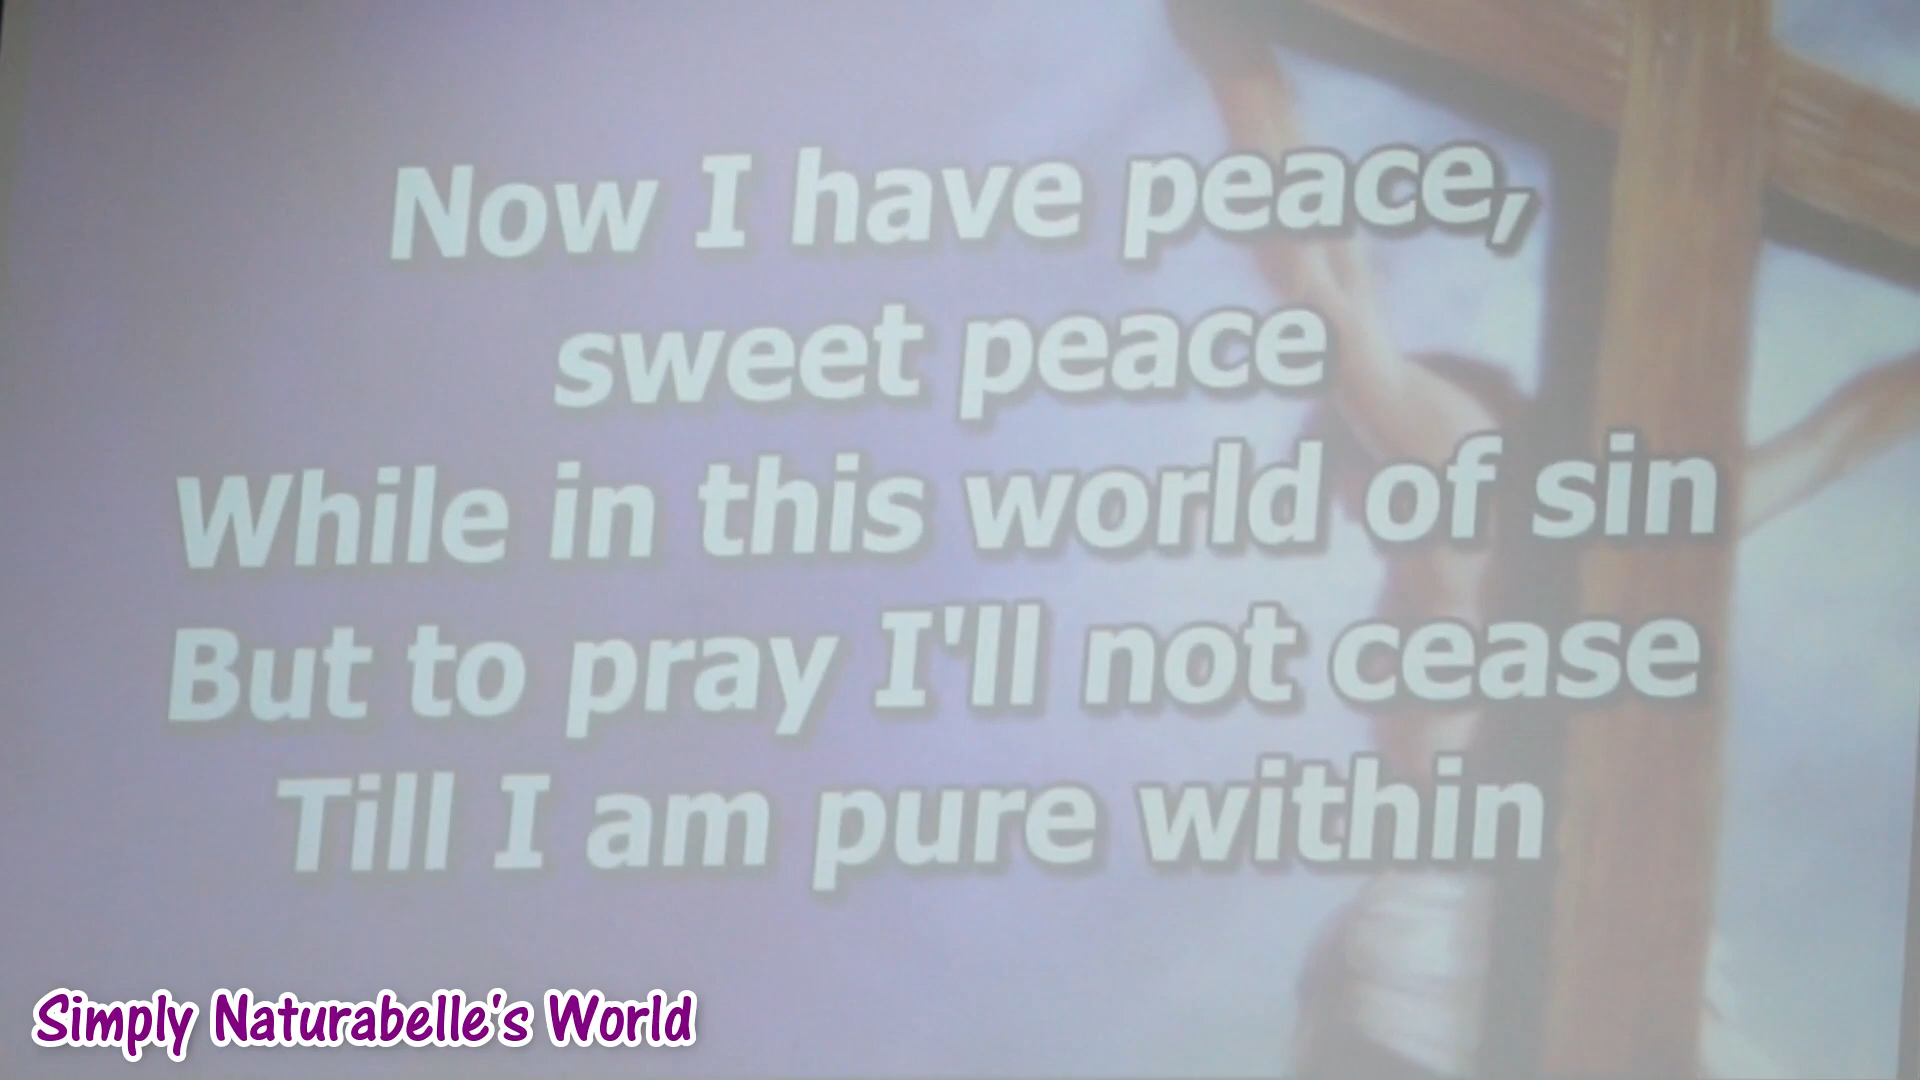 Now I have peace,
sweet peace
While in this world of sin
But to pray I'll not cease
Till I am pure within
Simply Naturabelle's World